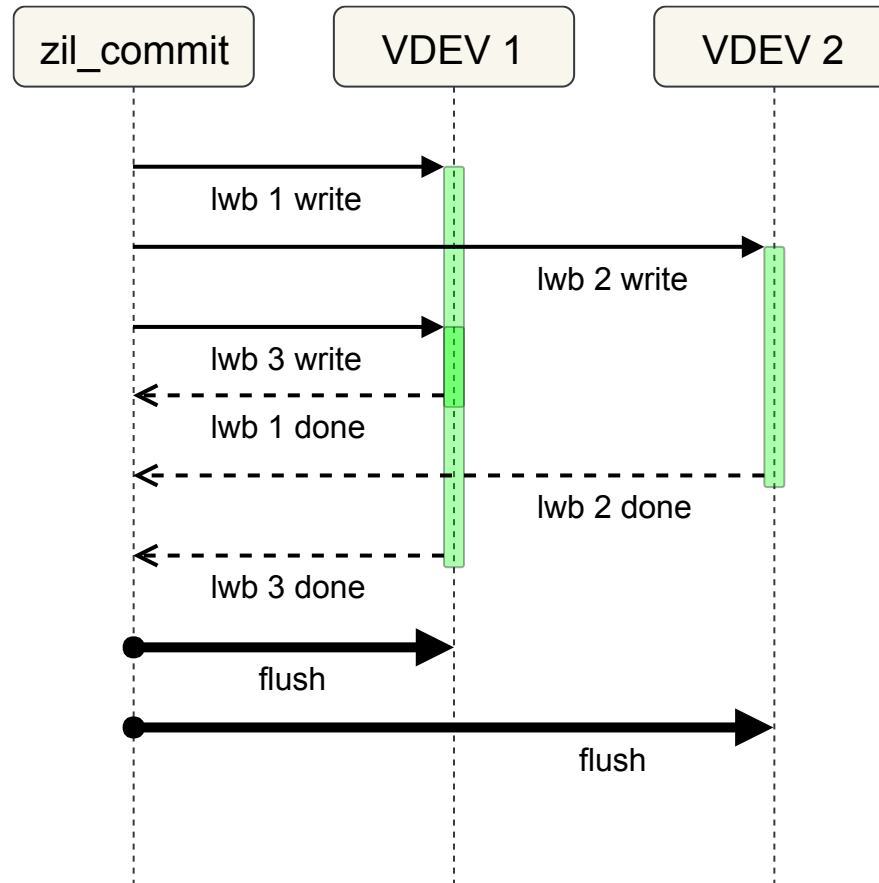 zil_commit
VDEV 1
VDEV 2
lwb 1 write
lwb 2 write
lwb 3 write
lwb 1 done
lwb 2 done
lwb 3 done
flush
flush